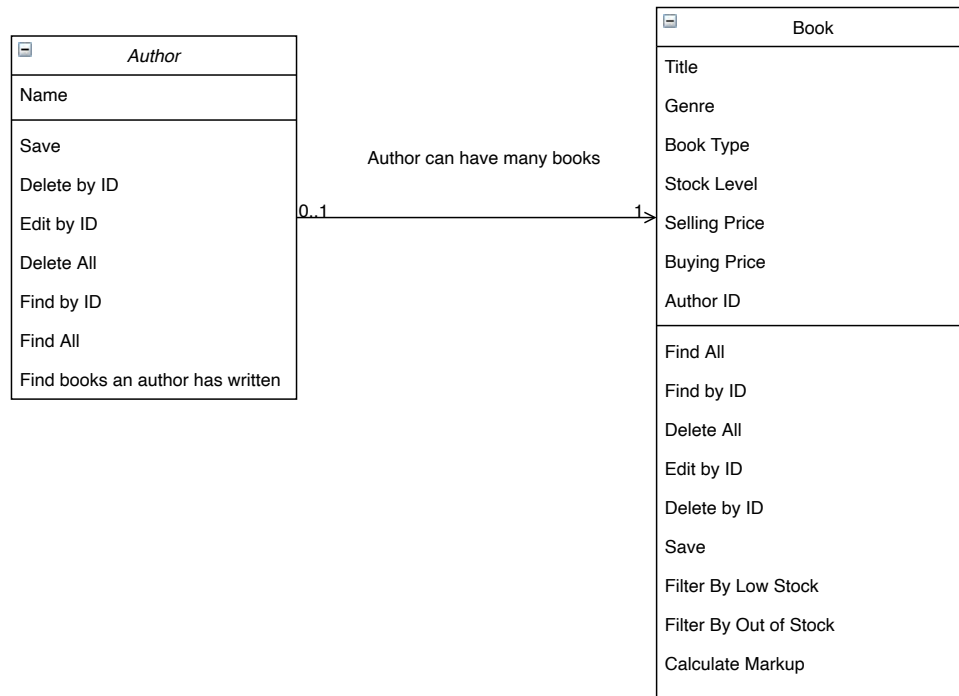 Author
Name
Save
Delete by ID
Edit by ID
Delete All
Find by ID
Find All
Find books an author has written
Author can have many books
0..1
1
Book
Title
Genre
Book Type
Stock Level
Selling Price
Buying Price
Author ID
Find All
Find by ID
Delete All
Edit by ID
Delete by ID
Save
Filter By Low Stock
Filter By Out of Stock
Calculate Markup